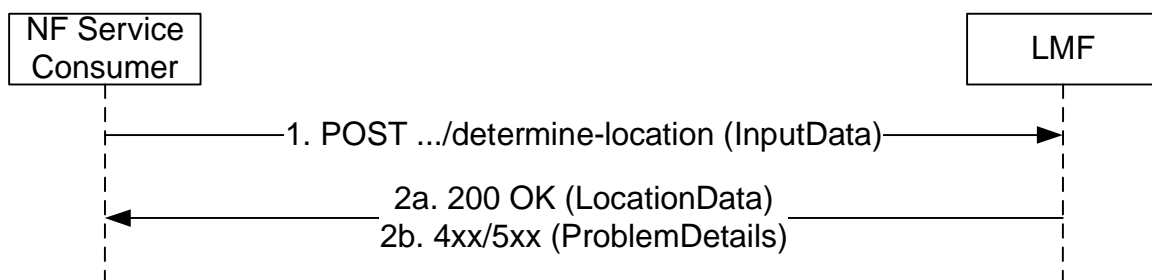 NF Service
Consumer
LMF
1. POST .../determine-location (InputData)
2a. 200 OK (LocationData)
2b. 4xx/5xx (ProblemDetails)